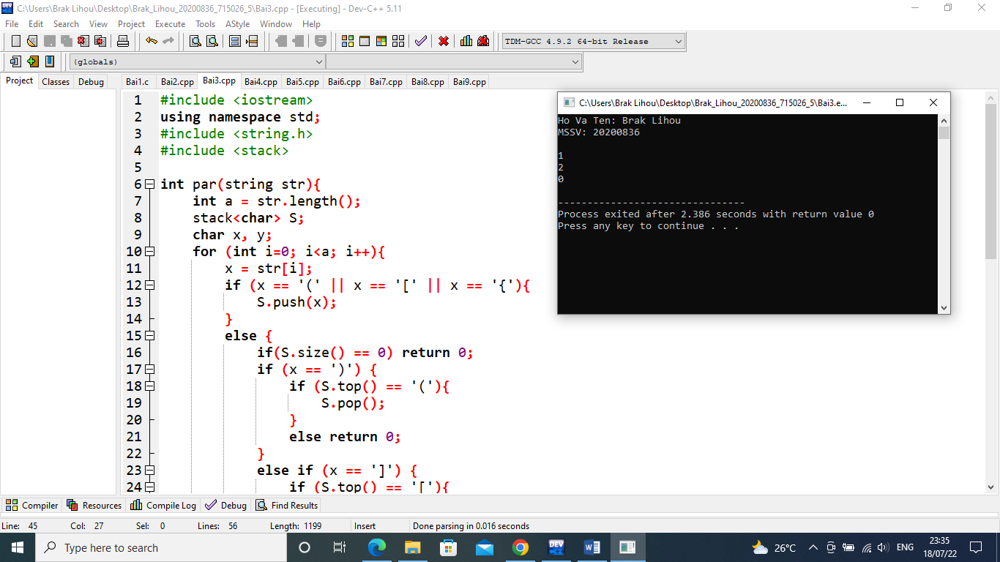 C:\Users\Brak Lihou\Desktop\Brak_Lihou_20200836_715026_5\Bai3.cpp - [Executing] - Dev-C++ 5.11
File Edit Search View Project Execute Tools AStyle Window Help
TDM-GCC 4.9.2 64-bit Release
(globals)
Project Classes Debug Bai1.c Bai2.cpp Bai3.cpp Bai4.cpp Bai5.cpp Bai6.cpp Bai7.cpp Bai8.cpp Bai9.cpp
1 #include <iostream>
2 using namespace std;
3 #include <string.h>
4 #include <stack>
5
6 int par(string str){
7 int a = str.length();
8 stack<char> S;
9 char x, y;
10 for (int i=0; i<a; i++){
11 x = str[i];
12 if (x == '(' || x == '[' || x == '{'){
13 S.push(x);
14 }
15 else {
16 if(S.size() == 0) return 0;
17 if (x == ')') {
18 if (S.top() == '('){
19 S.pop();
20 }
21 else return 0;
22 }
23 else if (x == ']') {
24 if (S.top() == '['){
C:\Users\Brak Lihou\Desktop\Brak_Lihou_20200836_715026_5\Bai3.e...
Ho Va Ten: Brak Lihou
MSSV: 20200836
1
2
0
--------------------------------
Process exited after 2.386 seconds with return value 0
Press any key to continue . . .
Compiler Resources Compile Log Debug Find Results
Line: 45 Col: 27 Sel: 0 Lines: 56 Length: 1199 Insert Done parsing in 0.016 seconds
Type here to search
DEV
26°C
ENG
23:35
18/07/22